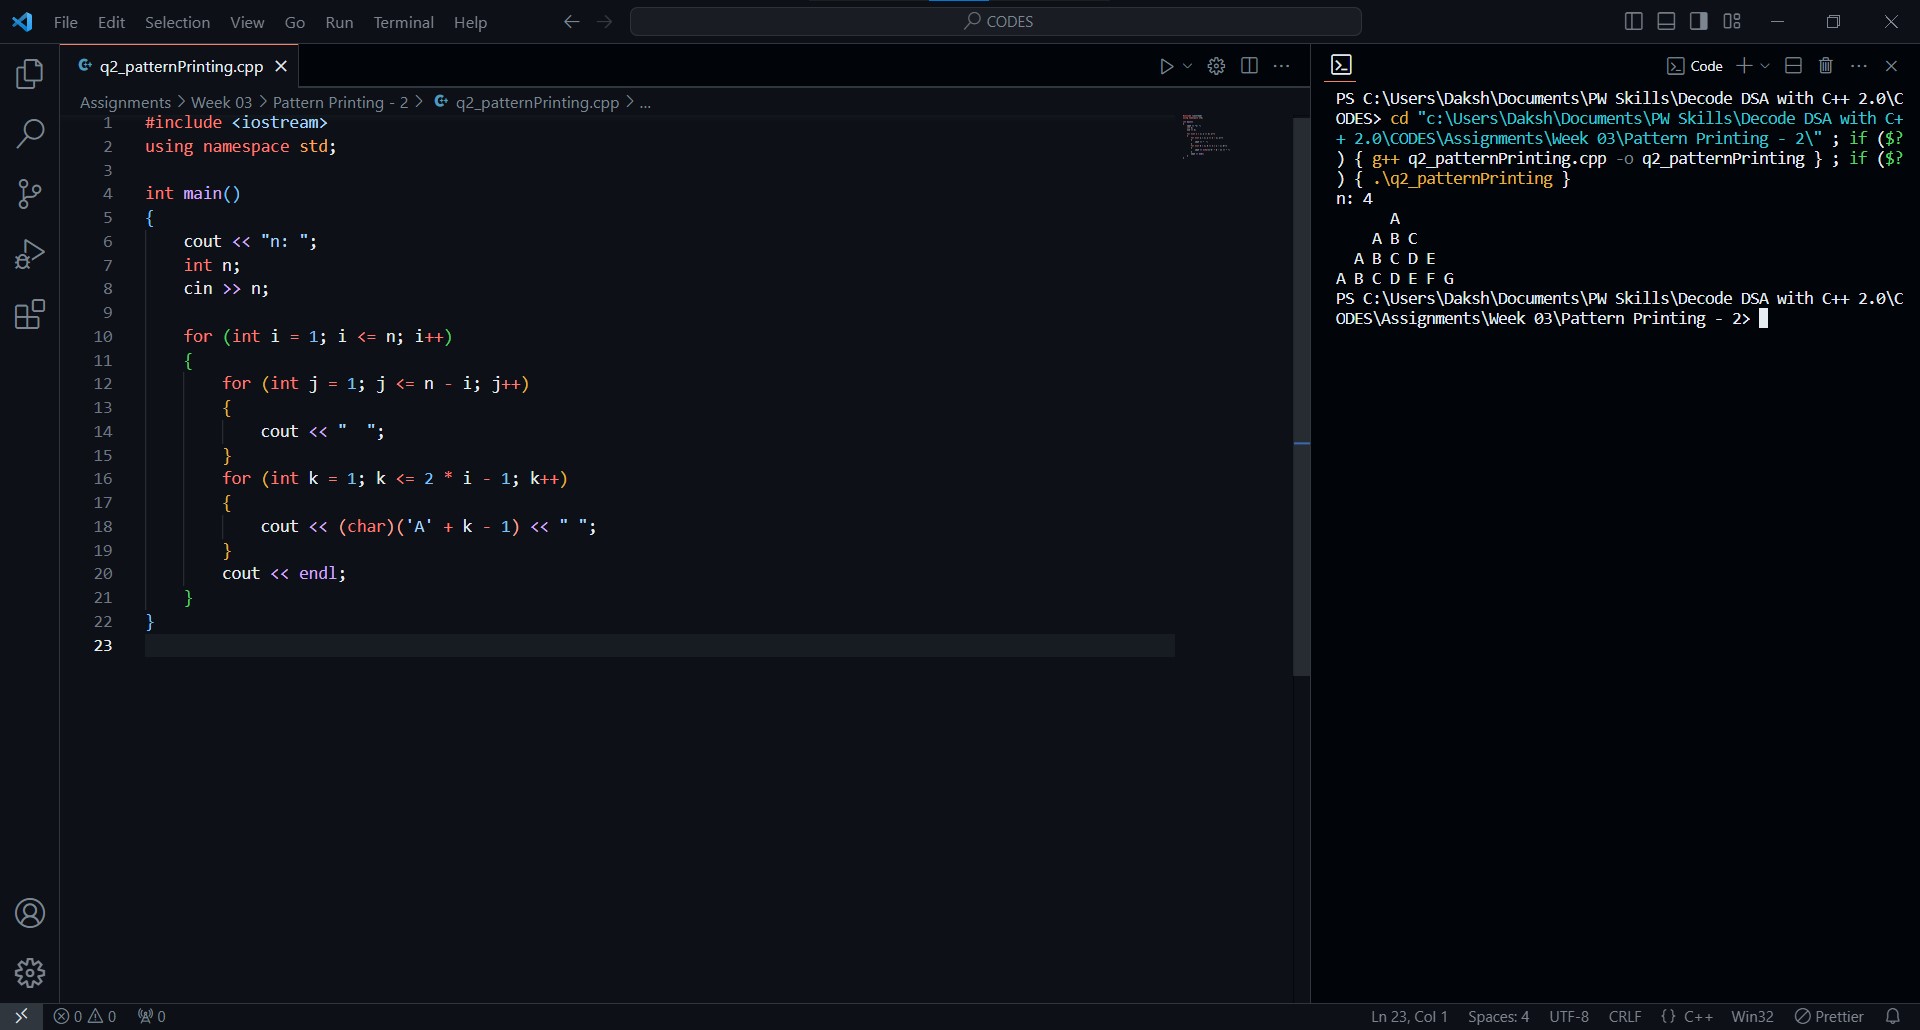 File Edit Selection View Go Run Terminal Help
CODES
q2_patternPrinting.cpp
Assignments > Week 03 > Pattern Printing - 2 > q2_patternPrinting.cpp > ...
1 #include <iostream>
2 using namespace std;
3
4 int main()
5 {
6     cout << "n: ";
7     int n;
8     cin >> n;
9
10     for (int i = 1; i <= n; i++)
11     {
12         for (int j = 1; j <= n - i; j++)
13         {
14             cout << "  ";
15         }
16         for (int k = 1; k <= 2 * i - 1; k++)
17         {
18             cout << (char)('A' + k - 1) << " ";
19         }
20         cout << endl;
21     }
22 }
23
Code
PS C:\Users\Daksh\Documents\PW Skills\Decode DSA with C++ 2.0\C
ODES> cd "c:\Users\Daksh\Documents\PW Skills\Decode DSA with C+
+ 2.0\CODES\Assignments\Week 03\Pattern Printing - 2\" ; if ($?
) { g++ q2_patternPrinting.cpp -o q2_patternPrinting } ; if ($?
) { .\q2_patternPrinting }
n: 4
      A
    A B C
  A B C D E
A B C D E F G
PS C:\Users\Daksh\Documents\PW Skills\Decode DSA with C++ 2.0\C
ODES\Assignments\Week 03\Pattern Printing - 2>
0 0 0 Ln 23, Col 1 Spaces: 4 UTF-8 CRLF {} C++ Win32 Prettier